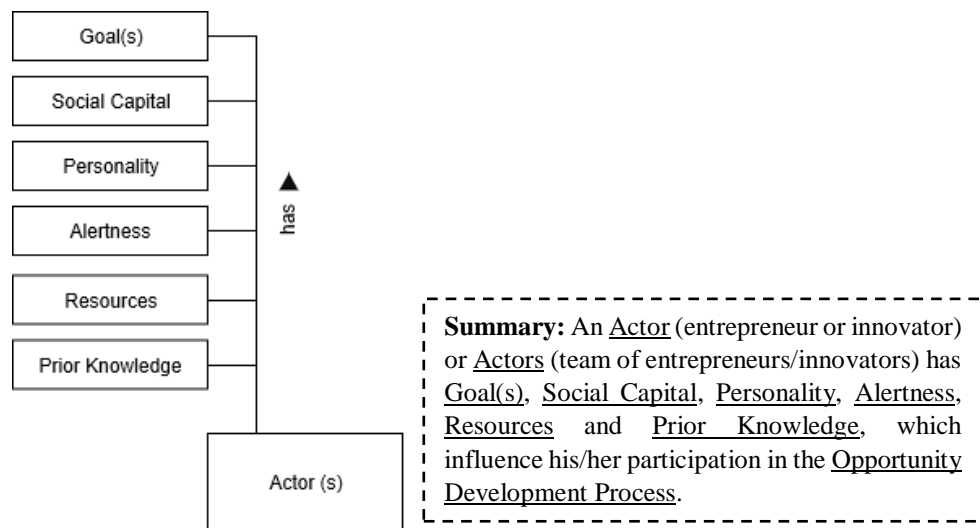 Goal(s)
Social Capital
Personality
Alertness
Resources
Prior Knowledge
has ▲
Actor (s)
Summary: An Actor (entrepreneur or innovator)
or Actors (team of entrepreneurs/innovators) has
Goal(s), Social Capital, Personality, Alertness,
Resources and Prior Knowledge, which
influence his/her participation in the Opportunity
Development Process.